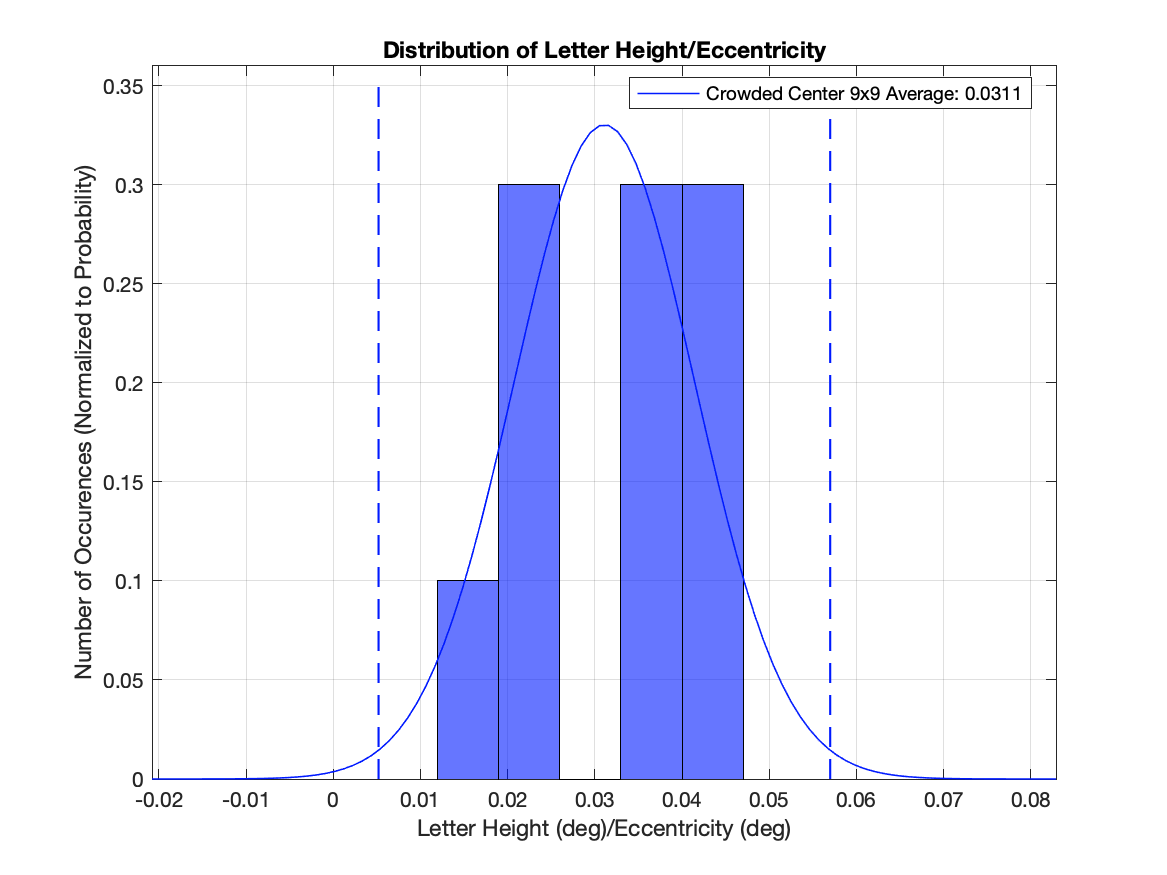 Distribution of Letter Height/Eccentricity
Crowded Center 9x9 Average: 0.0311
Number of Occurences (Normalized to Probability)
0.35
0.3
0.25
0.2
0.15
0.1
0.05
0
-0.02 -0.01 0 0.01 0.02 0.03 0.04 0.05 0.06 0.07 0.08
Letter Height (deg)/Eccentricity (deg)